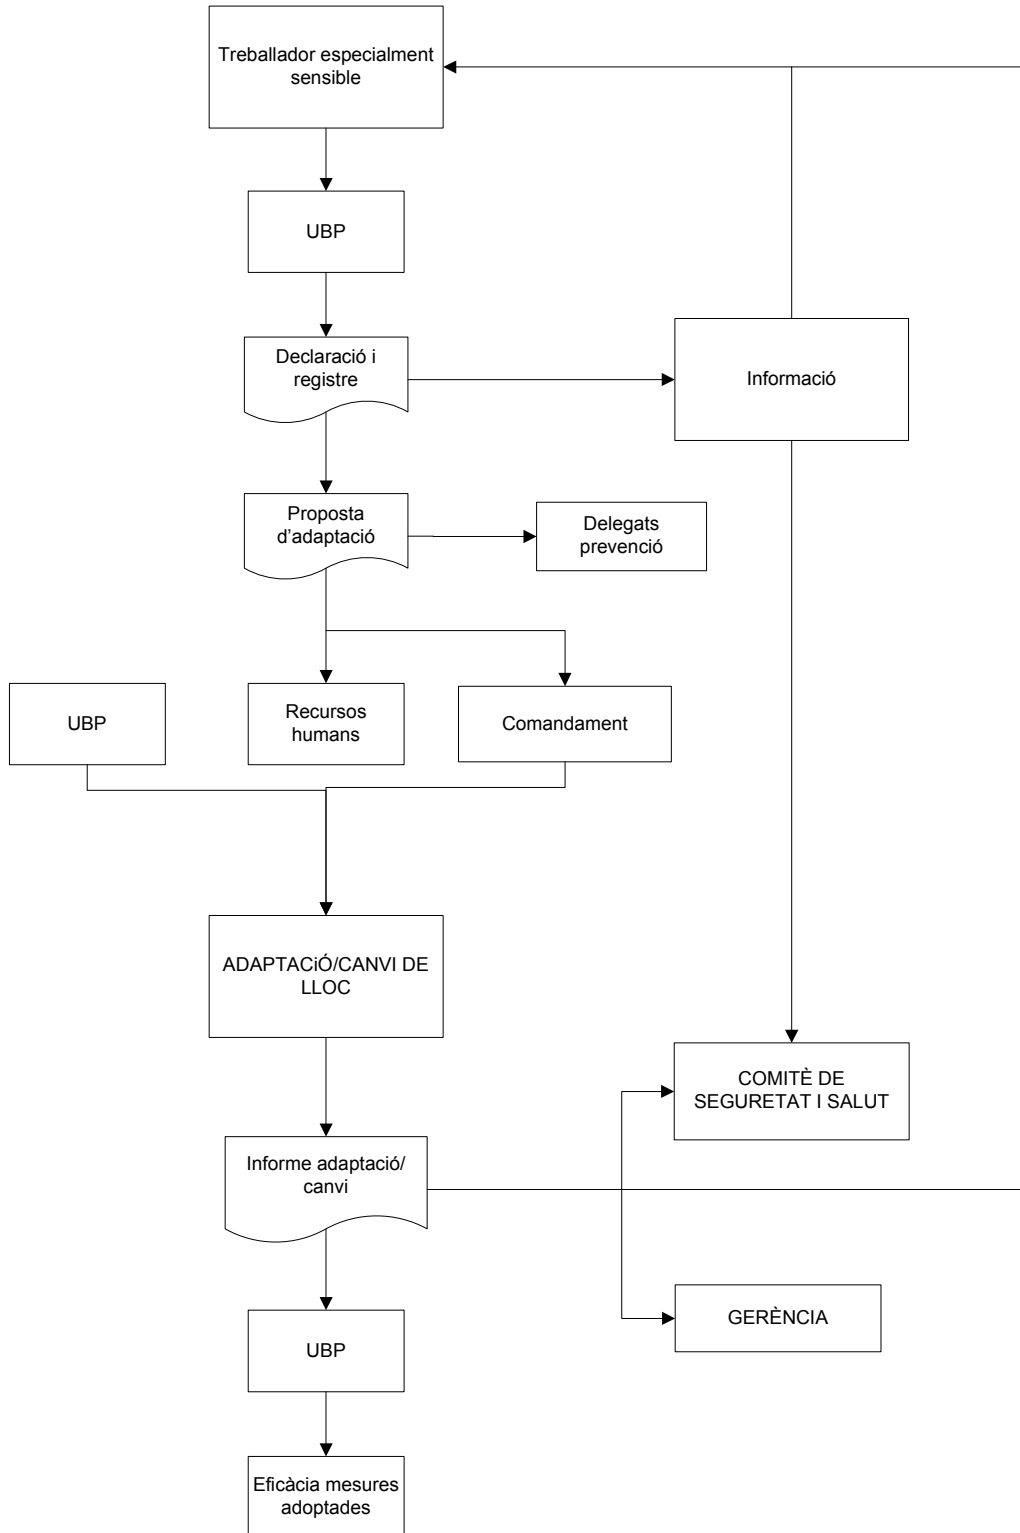 Treballador especialment
sensible
UBP
Declaració i
registre
Informació
Proposta
d’adaptació
Delegats
prevenció
UBP
Recursos
humans
Comandament
ADAPTACiÓ/CANVI DE
LLOC
COMITÈ DE
SEGURETAT I SALUT
Informe adaptació/
canvi
GERÈNCIA
UBP
Eficàcia mesures
adoptades